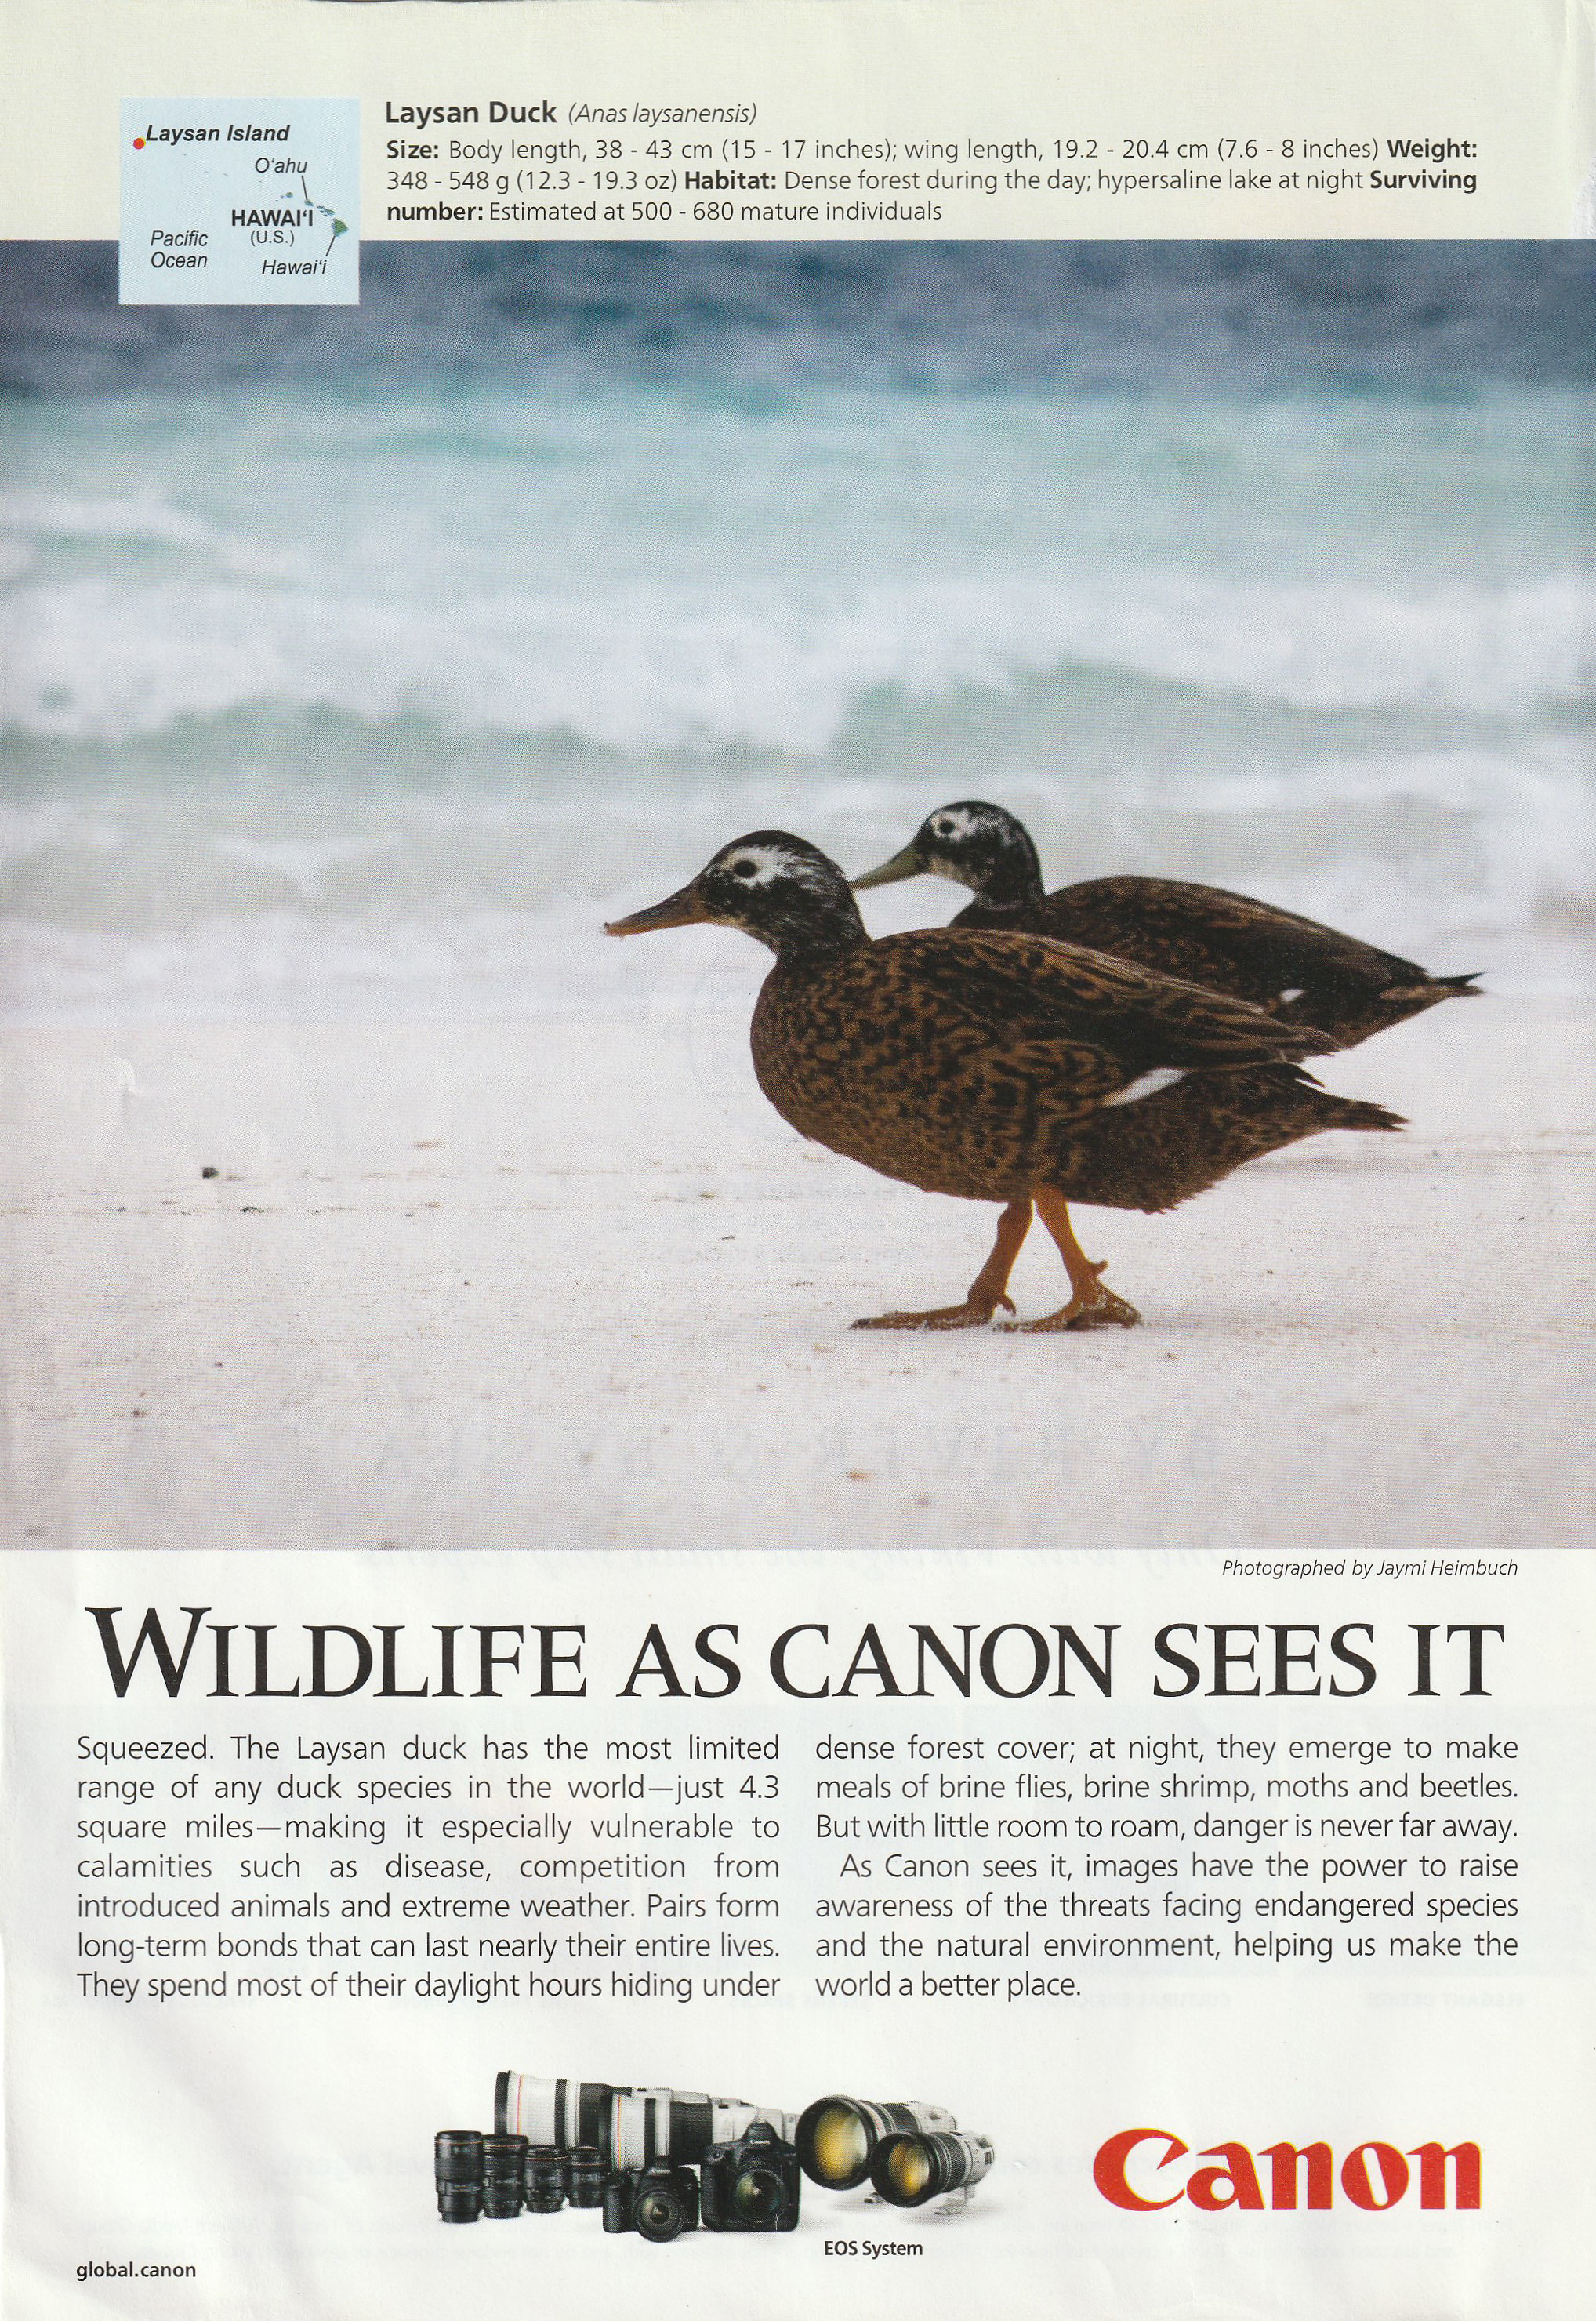 Laysan Island
O‘ahu
HAWAI‘I
(U.S.)
Pacific
Ocean
Hawai‘i
Laysan Duck (Anas laysanensis)
Size: Body length, 38 - 43 cm (15 - 17 inches); wing length, 19.2 - 20.4 cm (7.6 - 8 inches) Weight:
348 - 548 g (12.3 - 19.3 oz) Habitat: Dense forest during the day; hypersaline lake at night Surviving
number: Estimated at 500 - 680 mature individuals
Photographed by Jaymi Heimbuch
WILDLIFE AS CANON SEES IT
Squeezed. The Laysan duck has the most limited
range of any duck species in the world—just 4.3
square miles—making it especially vulnerable to
calamities such as disease, competition from
introduced animals and extreme weather. Pairs form
long-term bonds that can last nearly their entire lives.
They spend most of their daylight hours hiding under
dense forest cover; at night, they emerge to make
meals of brine flies, brine shrimp, moths and beetles.
But with little room to roam, danger is never far away.
As Canon sees it, images have the power to raise
awareness of the threats facing endangered species
and the natural environment, helping us make the
world a better place.
EOS System
Canon
global.canon